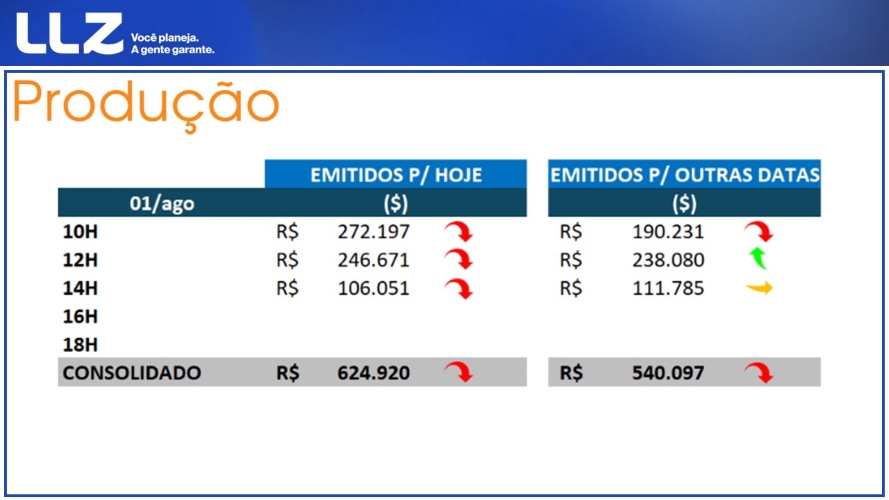 LLZ
Você planeja.
A gente garante.
Produção
EMITIDOS P/ HOJE EMITIDOS P/ OUTRAS DATAS
01/ago ($) ($)
10H R$ 272.197 R$ 190.231
12H R$ 246.671 R$ 238.080
14H R$ 106.051 R$ 111.785
16H
18H
CONSOLIDADO R$ 624.920 R$ 540.097